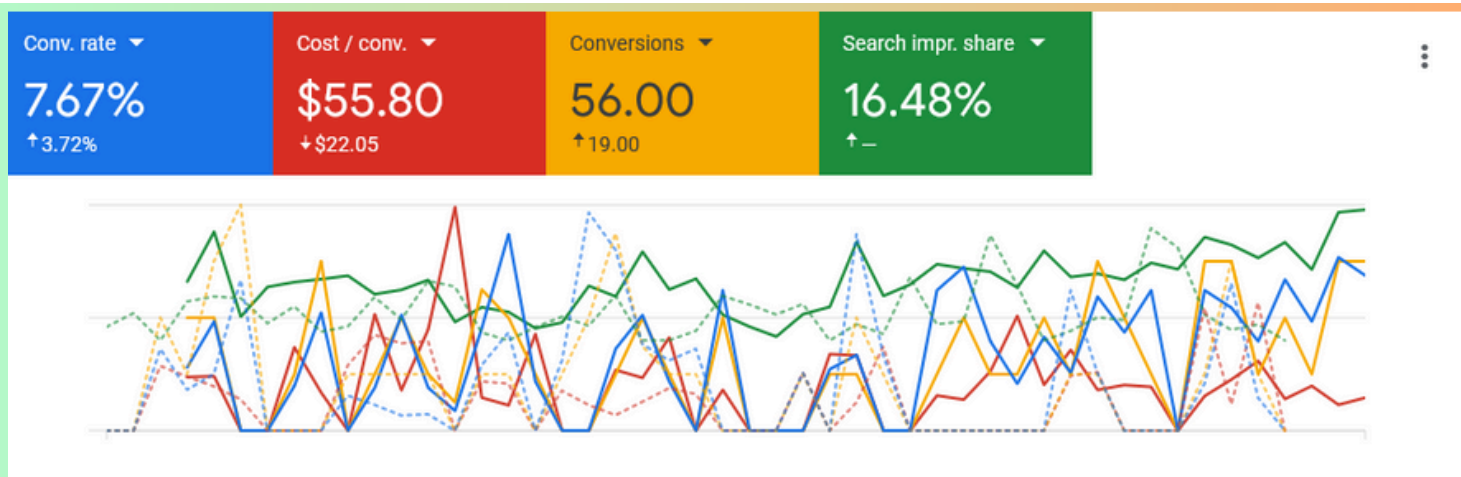 Conv. rate
7.67%
↑3.72%
Cost / conv.
$55.80
↓$22.05
Conversions
56.00
↑19.00
Search impr. share
16.48%
↑—